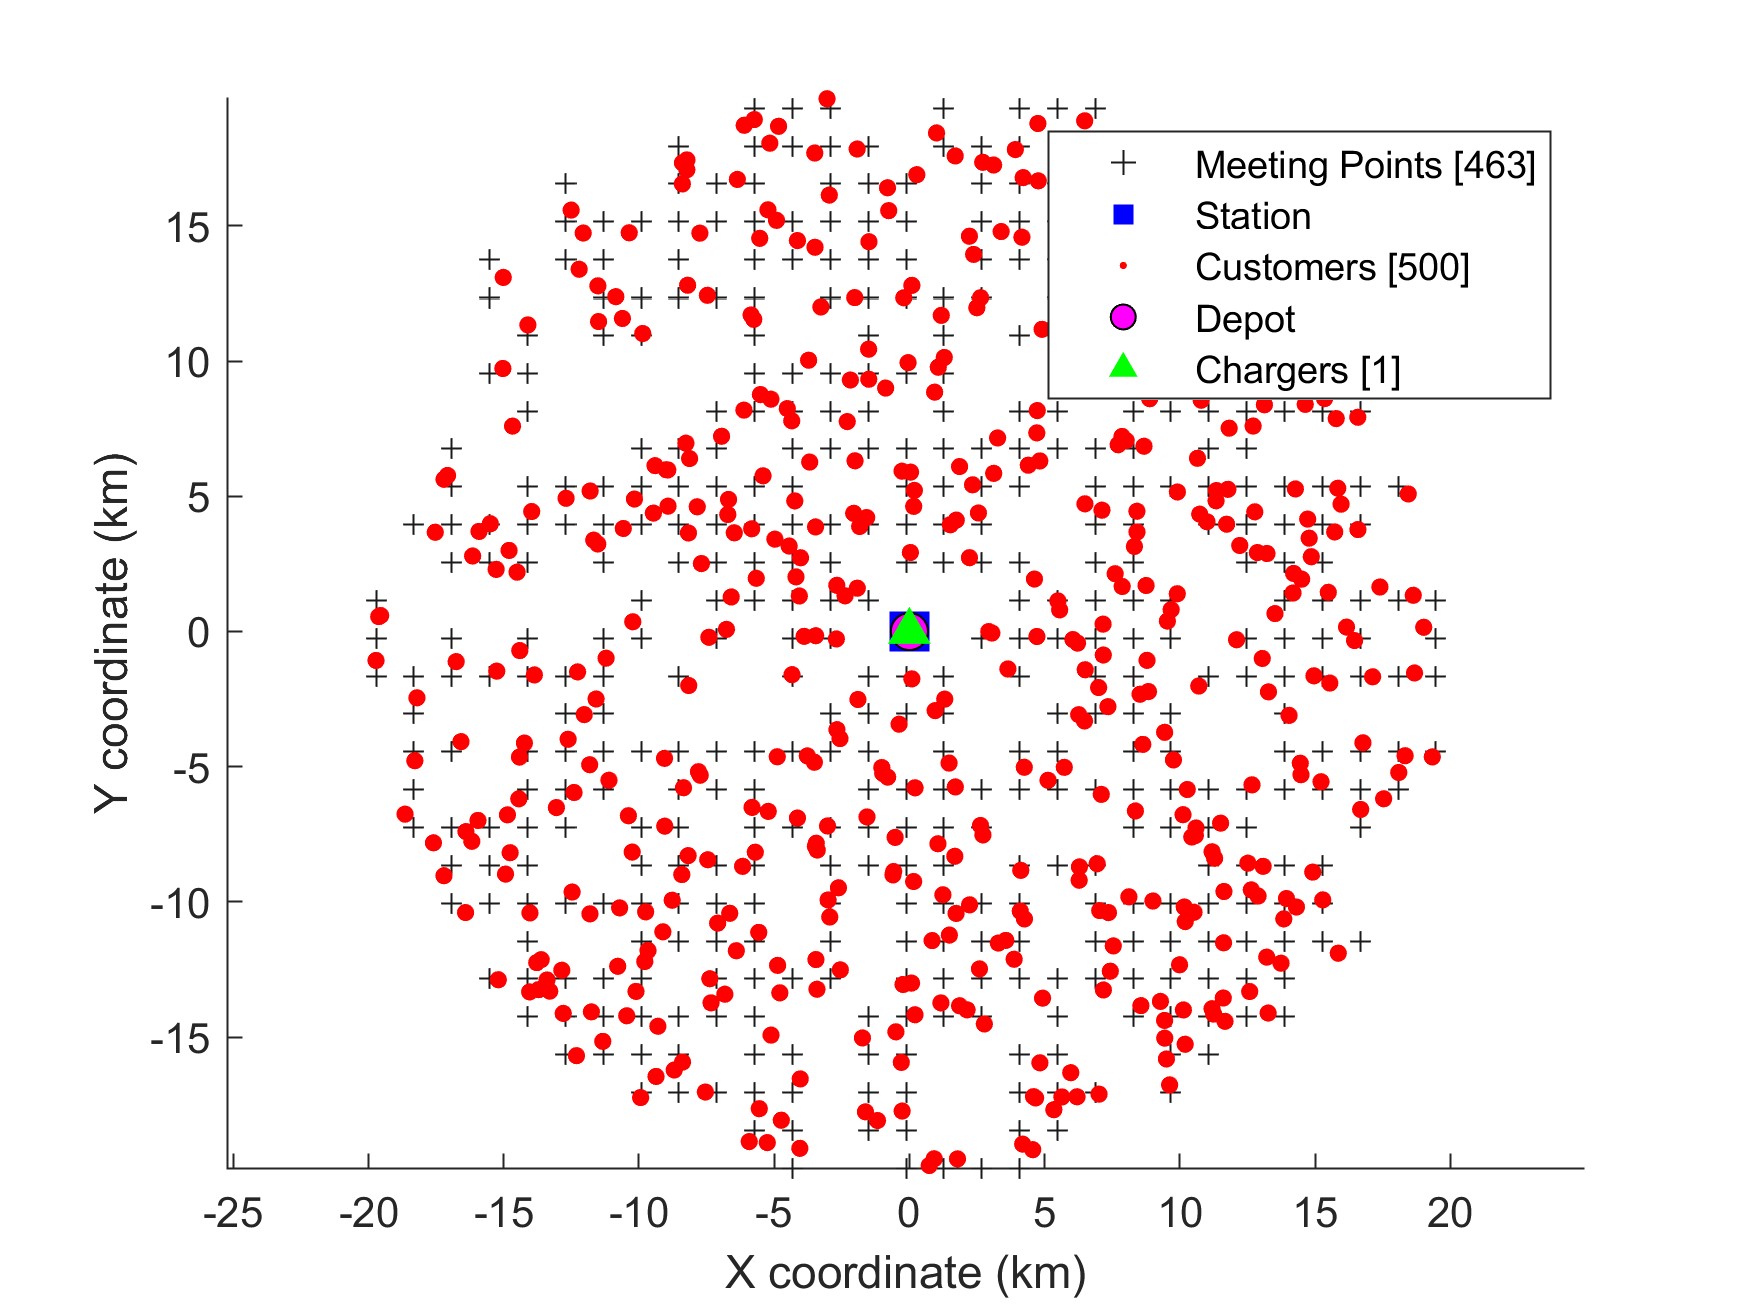 Meeting Points [463]
Station
Customers [500]
Depot
Chargers [1]
15
10
5
0
-5
-10
-15
Y coordinate (km)
-25 -20 -15 -10 -5 0 5 10 15 20
X coordinate (km)